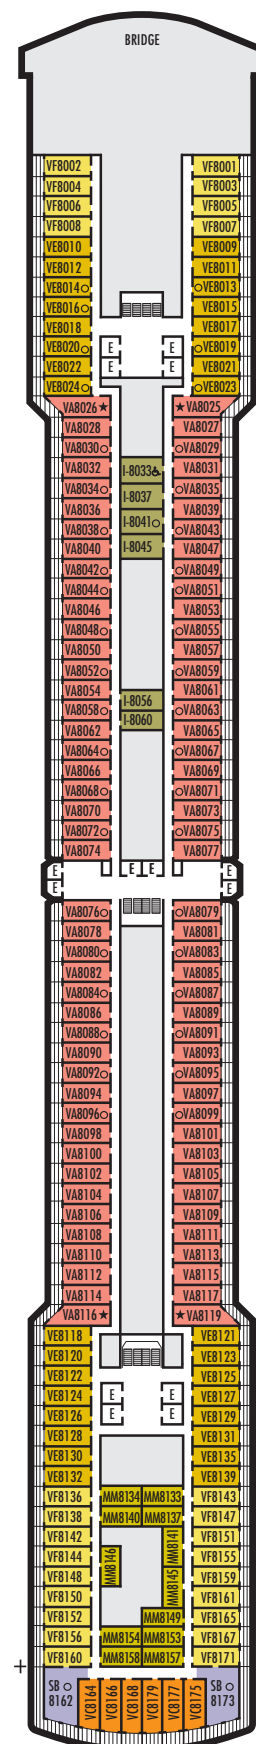 BRIDGE
VF8002 VF8001
VF8004 VF8003
VF8006 VF8005
VF8008 VF8007
VE8010 VE8009
VE8012 VE8011
VE8014 VE8013
VE8016 VE8015
VE8018 VE8017
VE8020 E E VE8019
VE8022 E E VE8021
VE8024 VE8023
VA8026★ ★VA8025
VA8028 VA8027
VA8030 VA8029
VA8032 I-8033 VA8031
VA8034 VA8035
VA8036 I-8037 VA8039
VA8038 I-8041 VA8043
VA8040 I-8045 VA8047
VA8042 VA8049
VA8044 VA8051
VA8046 VA8053
VA8048 VA8055
VA8050 VA8057
VA8052 VA8059
VA8054 I-8056 VA8061
VA8058 I-8060 VA8063
VA8062 VA8065
VA8064 VA8067
VA8066 VA8069
VA8068 VA8071
VA8070 VA8073
VA8072 VA8075
VA8074 VA8077
E E E E
E E
VA8076 VA8079
VA8078 VA8081
VA8080 VA8083
VA8082 VA8085
VA8084 VA8087
VA8086 VA8089
VA8088 VA8091
VA8090 VA8093
VA8092 VA8095
VA8094 VA8097
VA8096 VA8099
VA8098 VA8101
VA8100 VA8103
VA8102 VA8105
VA8104 VA8107
VA8106 VA8109
VA8108 VA8111
VA8110 VA8113
VA8112 VA8115
VA8114 VA8117
VA8116★ ★VA8119
VE8118 VE8121
VE8120 VE8123
VE8122 VE8125
VE8124 E E VE8127
VE8126 E E VE8129
VE8128 VE8131
VE8130 VE8135
VE8132 VE8139
VF8136 MM8134 MM8133 VF8143
VF8138 MM8140 MM8137 VF8147
VF8142 MM8141 VF8151
VF8144 MM8146 VF8155
VF8148 MM8145 VF8159
VF8150 VF8161
VF8152 MM8149 VF8165
VF8156 MM8154 MM8153 VF8167
VF8160 MM8158 MM8157 VF8171
SB 8162 VC8164 VC8166 VC8168 VC8179 VC8177 VC8175 SB 8173